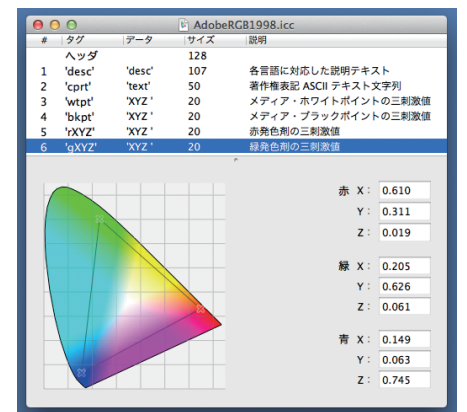 AdobeRGB1998.icc
# タグ データ サイズ 説明
ヘッダ 128
1 'desc' 'desc' 107 各言語に対応した説明テキスト
2 'cprt' 'text' 50 著作権表記 ASCII テキスト文字列
3 'wtpt' 'XYZ ' 20 メディア・ホワイトポイントの三刺激値
4 'bkpt' 'XYZ ' 20 メディア・ブラックポイントの三刺激値
5 'rXYZ' 'XYZ ' 20 赤発色剤の三刺激値
6 'gXYZ' 'XYZ ' 20 緑発色剤の三刺激値
赤 X： 0.610
Y： 0.311
Z： 0.019
緑 X： 0.205
Y： 0.626
Z： 0.061
青 X： 0.149
Y： 0.063
Z： 0.745